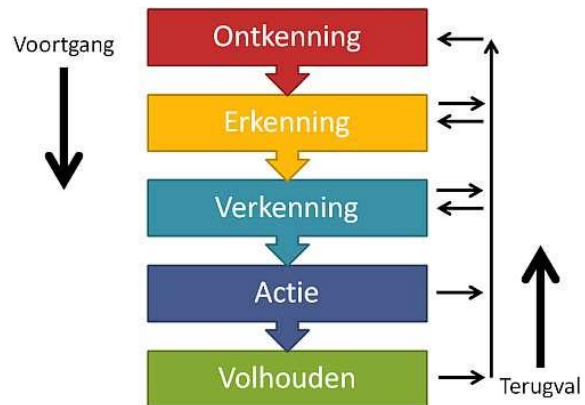 Ontkenning
Voortgang
Erkenning
Verkenning
Actie
Volhouden
Terugval